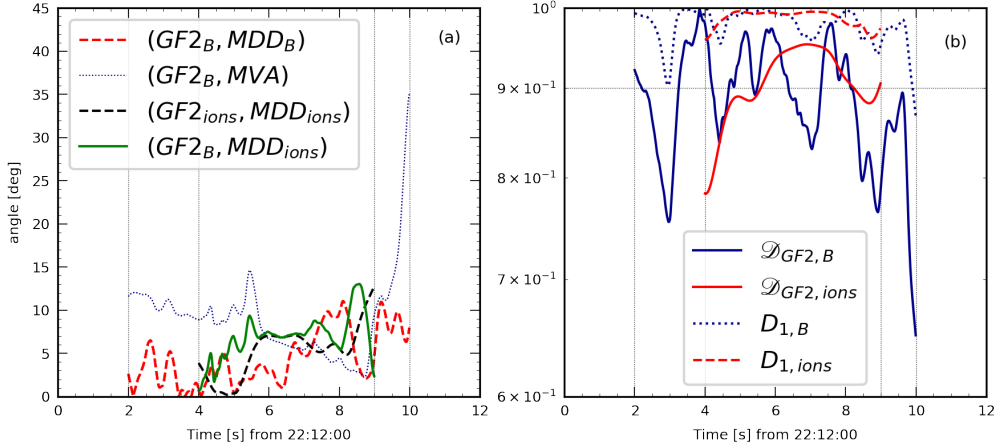 45
40
35
30
25
20
15
10
5
0
0
2
4
6
8
10
12
angle [deg]
Time [s] from 22:12:00
(a)
(GF2_B, MDD_B)
(GF2_B, MVA)
(GF2_ions, MDD_ions)
(GF2_B, MDD_ions)
10⁰
9 × 10⁻¹
8 × 10⁻¹
7 × 10⁻¹
6 × 10⁻¹
0
2
4
6
8
10
12
Time [s] from 22:12:00
(b)
𝒟_GF2, B
𝒟_GF2, ions
D_1, B
D_1, ions